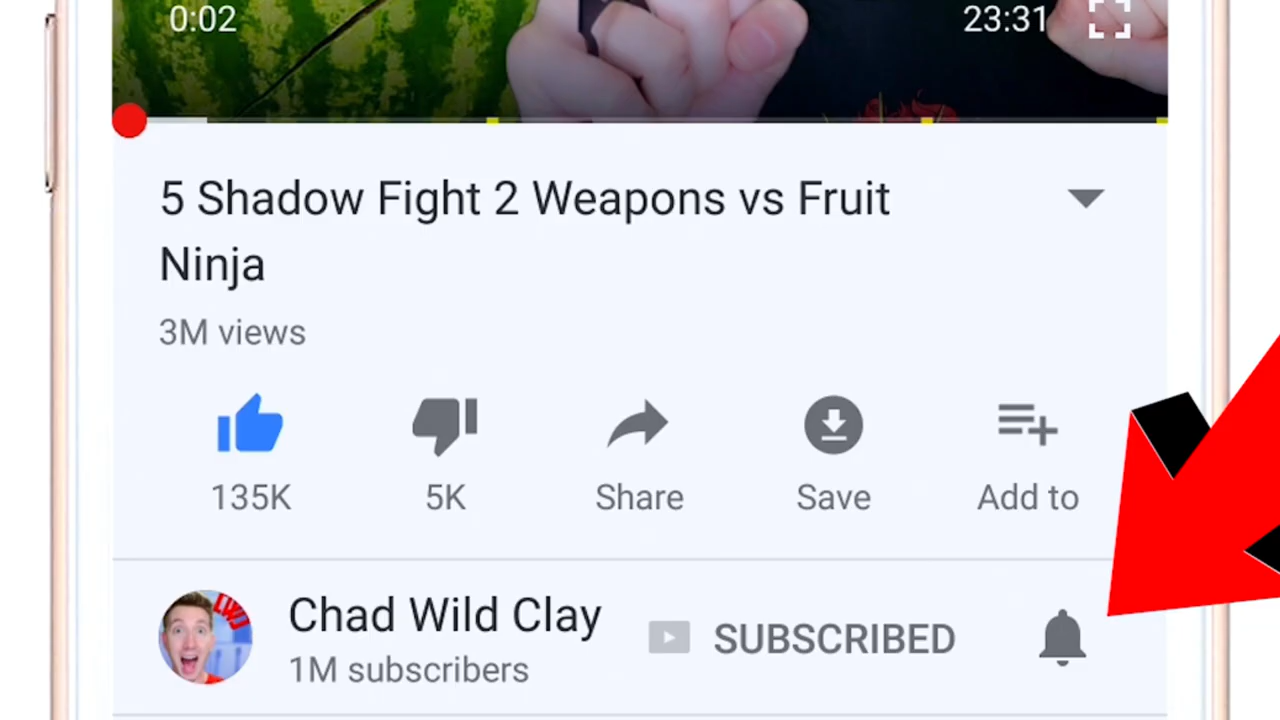 0:02 23:31
5 Shadow Fight 2 Weapons vs Fruit
Ninja
3M views
135K 5K Share Save Add to
Chad Wild Clay
SUBSCRIBED
1M subscribers